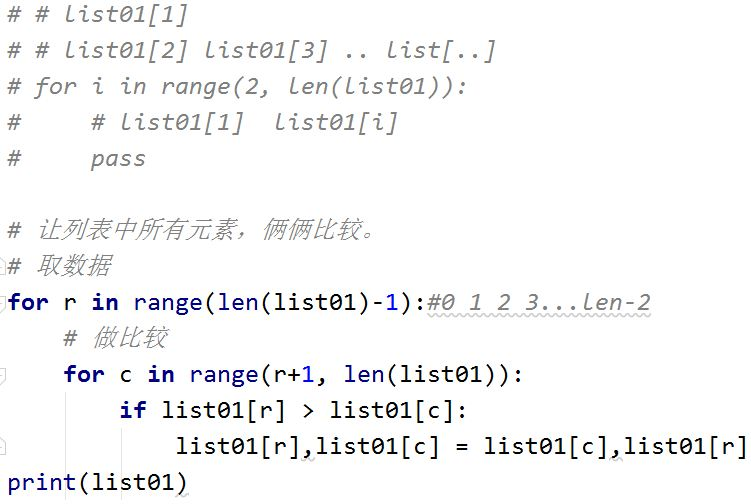 # # list01[1]
# # list01[2] list01[3] .. list[..]
# for i in range(2, len(list01)):
#     # list01[1]  list01[i]
#     pass
# 让列表中所有元素，俩俩比较。
# 取数据
for r in range(len(list01)-1):#0 1 2 3...len-2
    # 做比较
    for c in range(r+1, len(list01)):
        if list01[r] > list01[c]:
            list01[r],list01[c] = list01[c],list01[r]
print(list01)